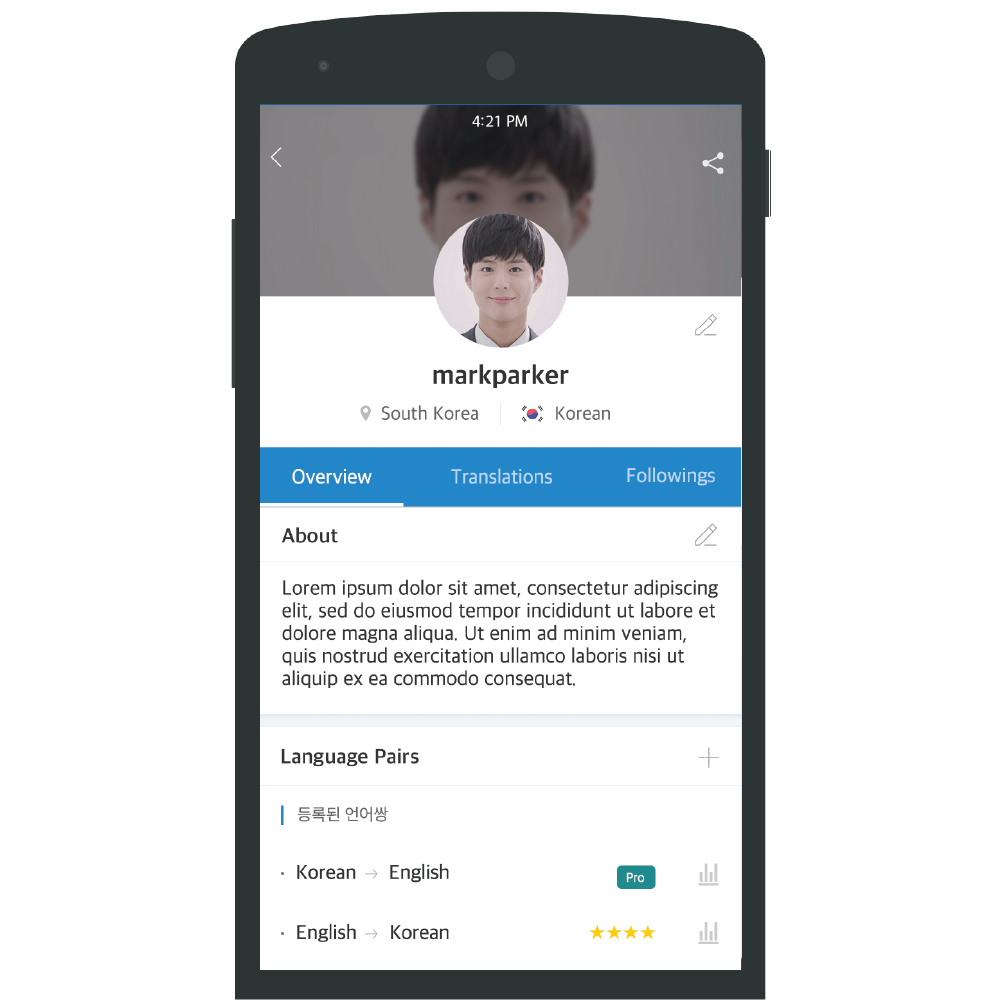 4:21 PM
markparker
South Korea
Korean
Overview
Translations
Followings
About
Lorem ipsum dolor sit amet, consectetur adipiscing
elit, sed do eiusmod tempor incididunt ut labore et
dolore magna aliqua. Ut enim ad minim veniam,
quis nostrud exercitation ullamco laboris nisi ut
aliquip ex ea commodo consequat.
Language Pairs
등록된 언어쌍
· Korean → English
Pro
· English → Korean
★★★★